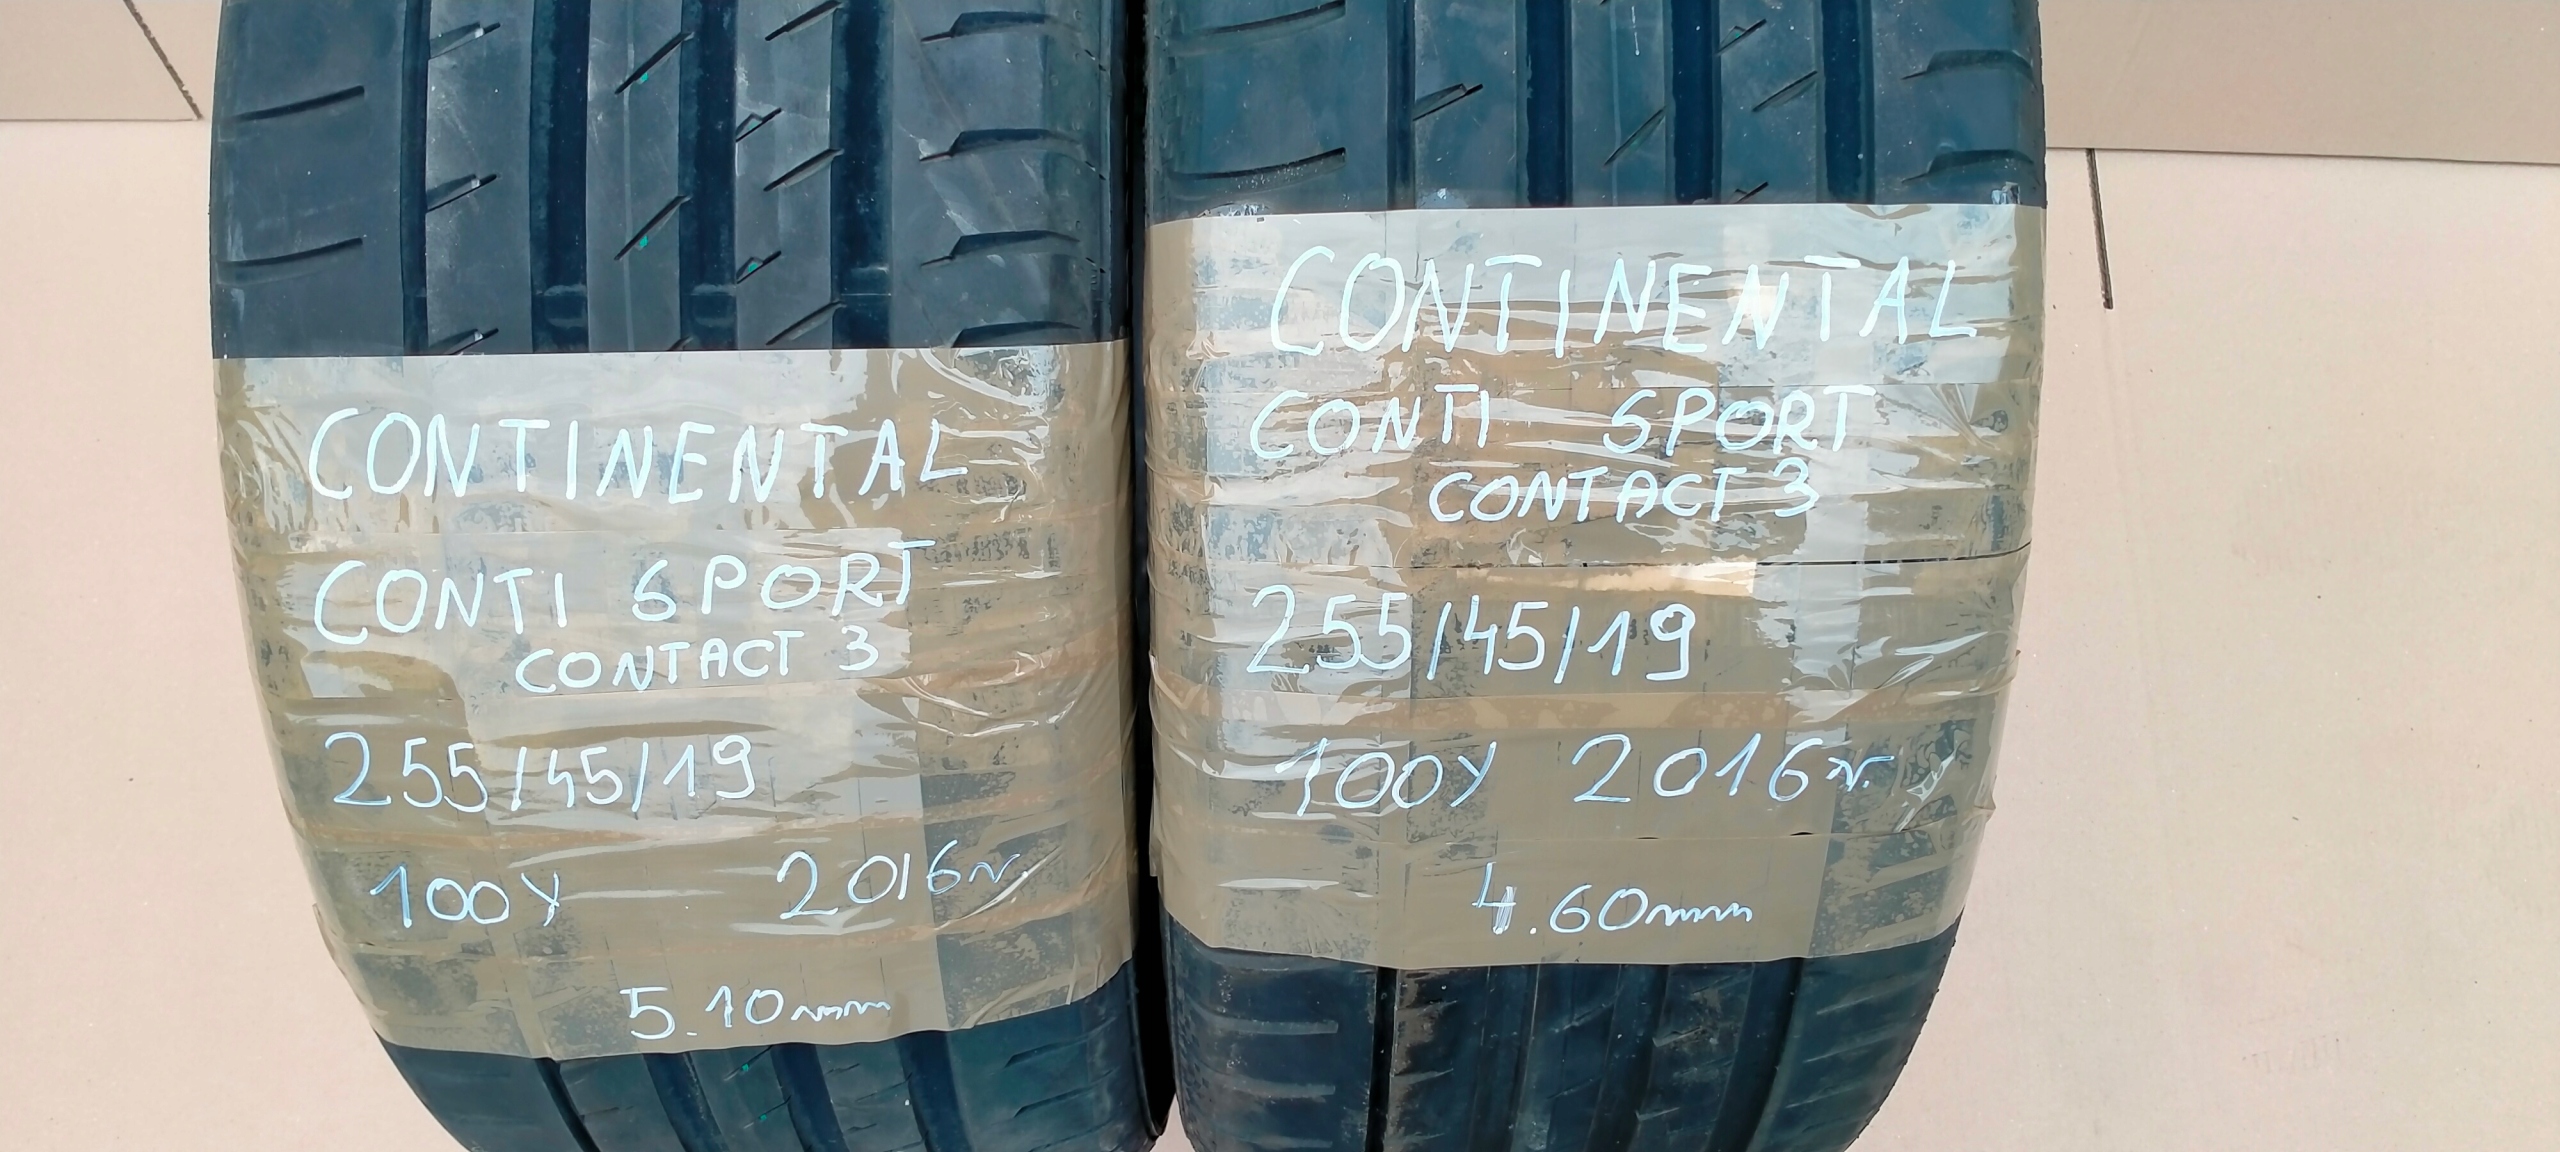 CONTINENTAL
CONTI SPORT
CONTACT 3
255/45/19
100Y 2016r.
5.10mm
CONTINENTAL
CONTI SPORT
CONTACT 3
255/45/19
100Y 2016r.
4.60mm